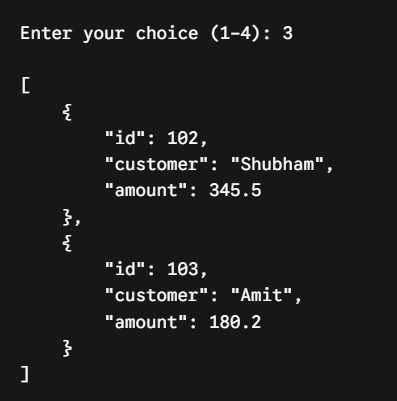 Enter your choice (1-4): 3
[
    {
        "id": 102,
        "customer": "Shubham",
        "amount": 345.5
    },
    {
        "id": 103,
        "customer": "Amit",
        "amount": 180.2
    }
]